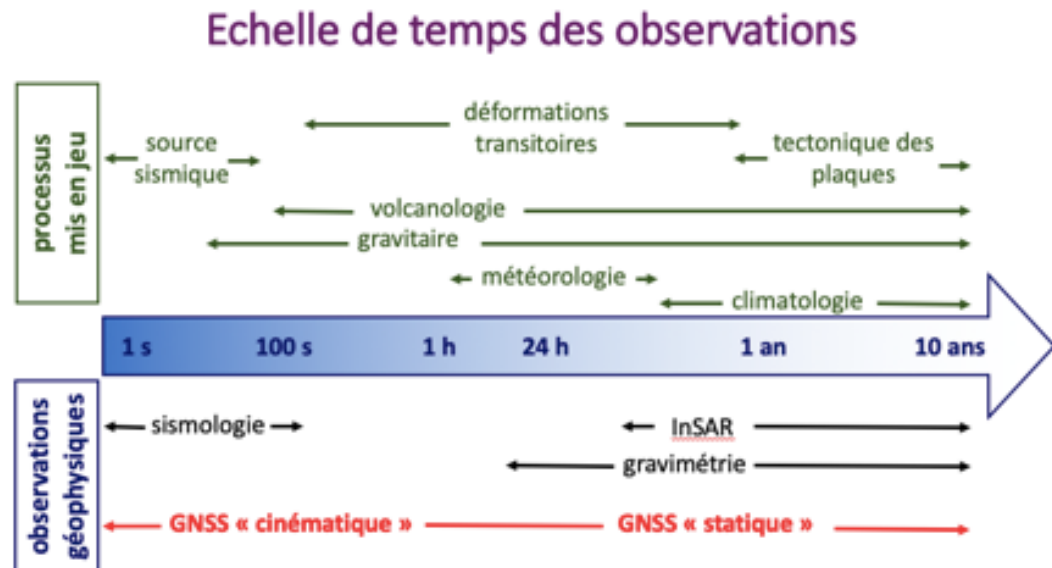 Echelle de temps des observations
processus
mis en jeu
source
sismique
déformations
transitoires
tectonique des
plaques
volcanologie
gravitaire
météorologie
climatologie
1 s 100 s 1 h 24 h 1 an 10 ans
observations
géophysiques
sismologie
InSAR
gravimétrie
GNSS « cinématique » GNSS « statique »